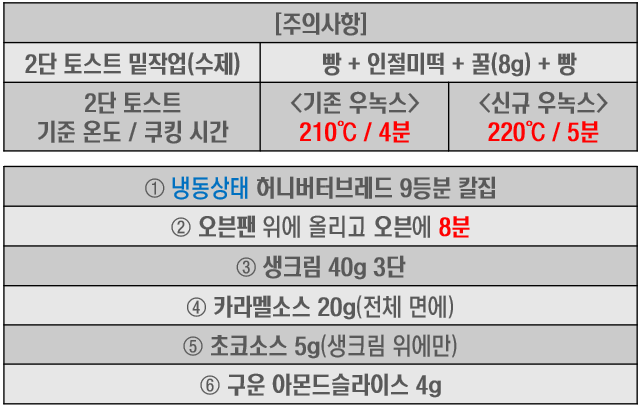 [주의사항]
2단 토스트 밑작업(수제)
빵 + 인절미떡 + 꿀(8g) + 빵
2단 토스트
기준 온도 / 쿠킹 시간
<기존 우녹스>
210℃ / 4분
<신규 우녹스>
220℃ / 5분
① 냉동상태 허니버터브레드 9등분 칼집
② 오븐팬 위에 올리고 오븐에 8분
③ 생크림 40g 3단
④ 카라멜소스 20g(전체 면에)
⑤ 초코소스 5g(생크림 위에만)
⑥ 구운 아몬드슬라이스 4g